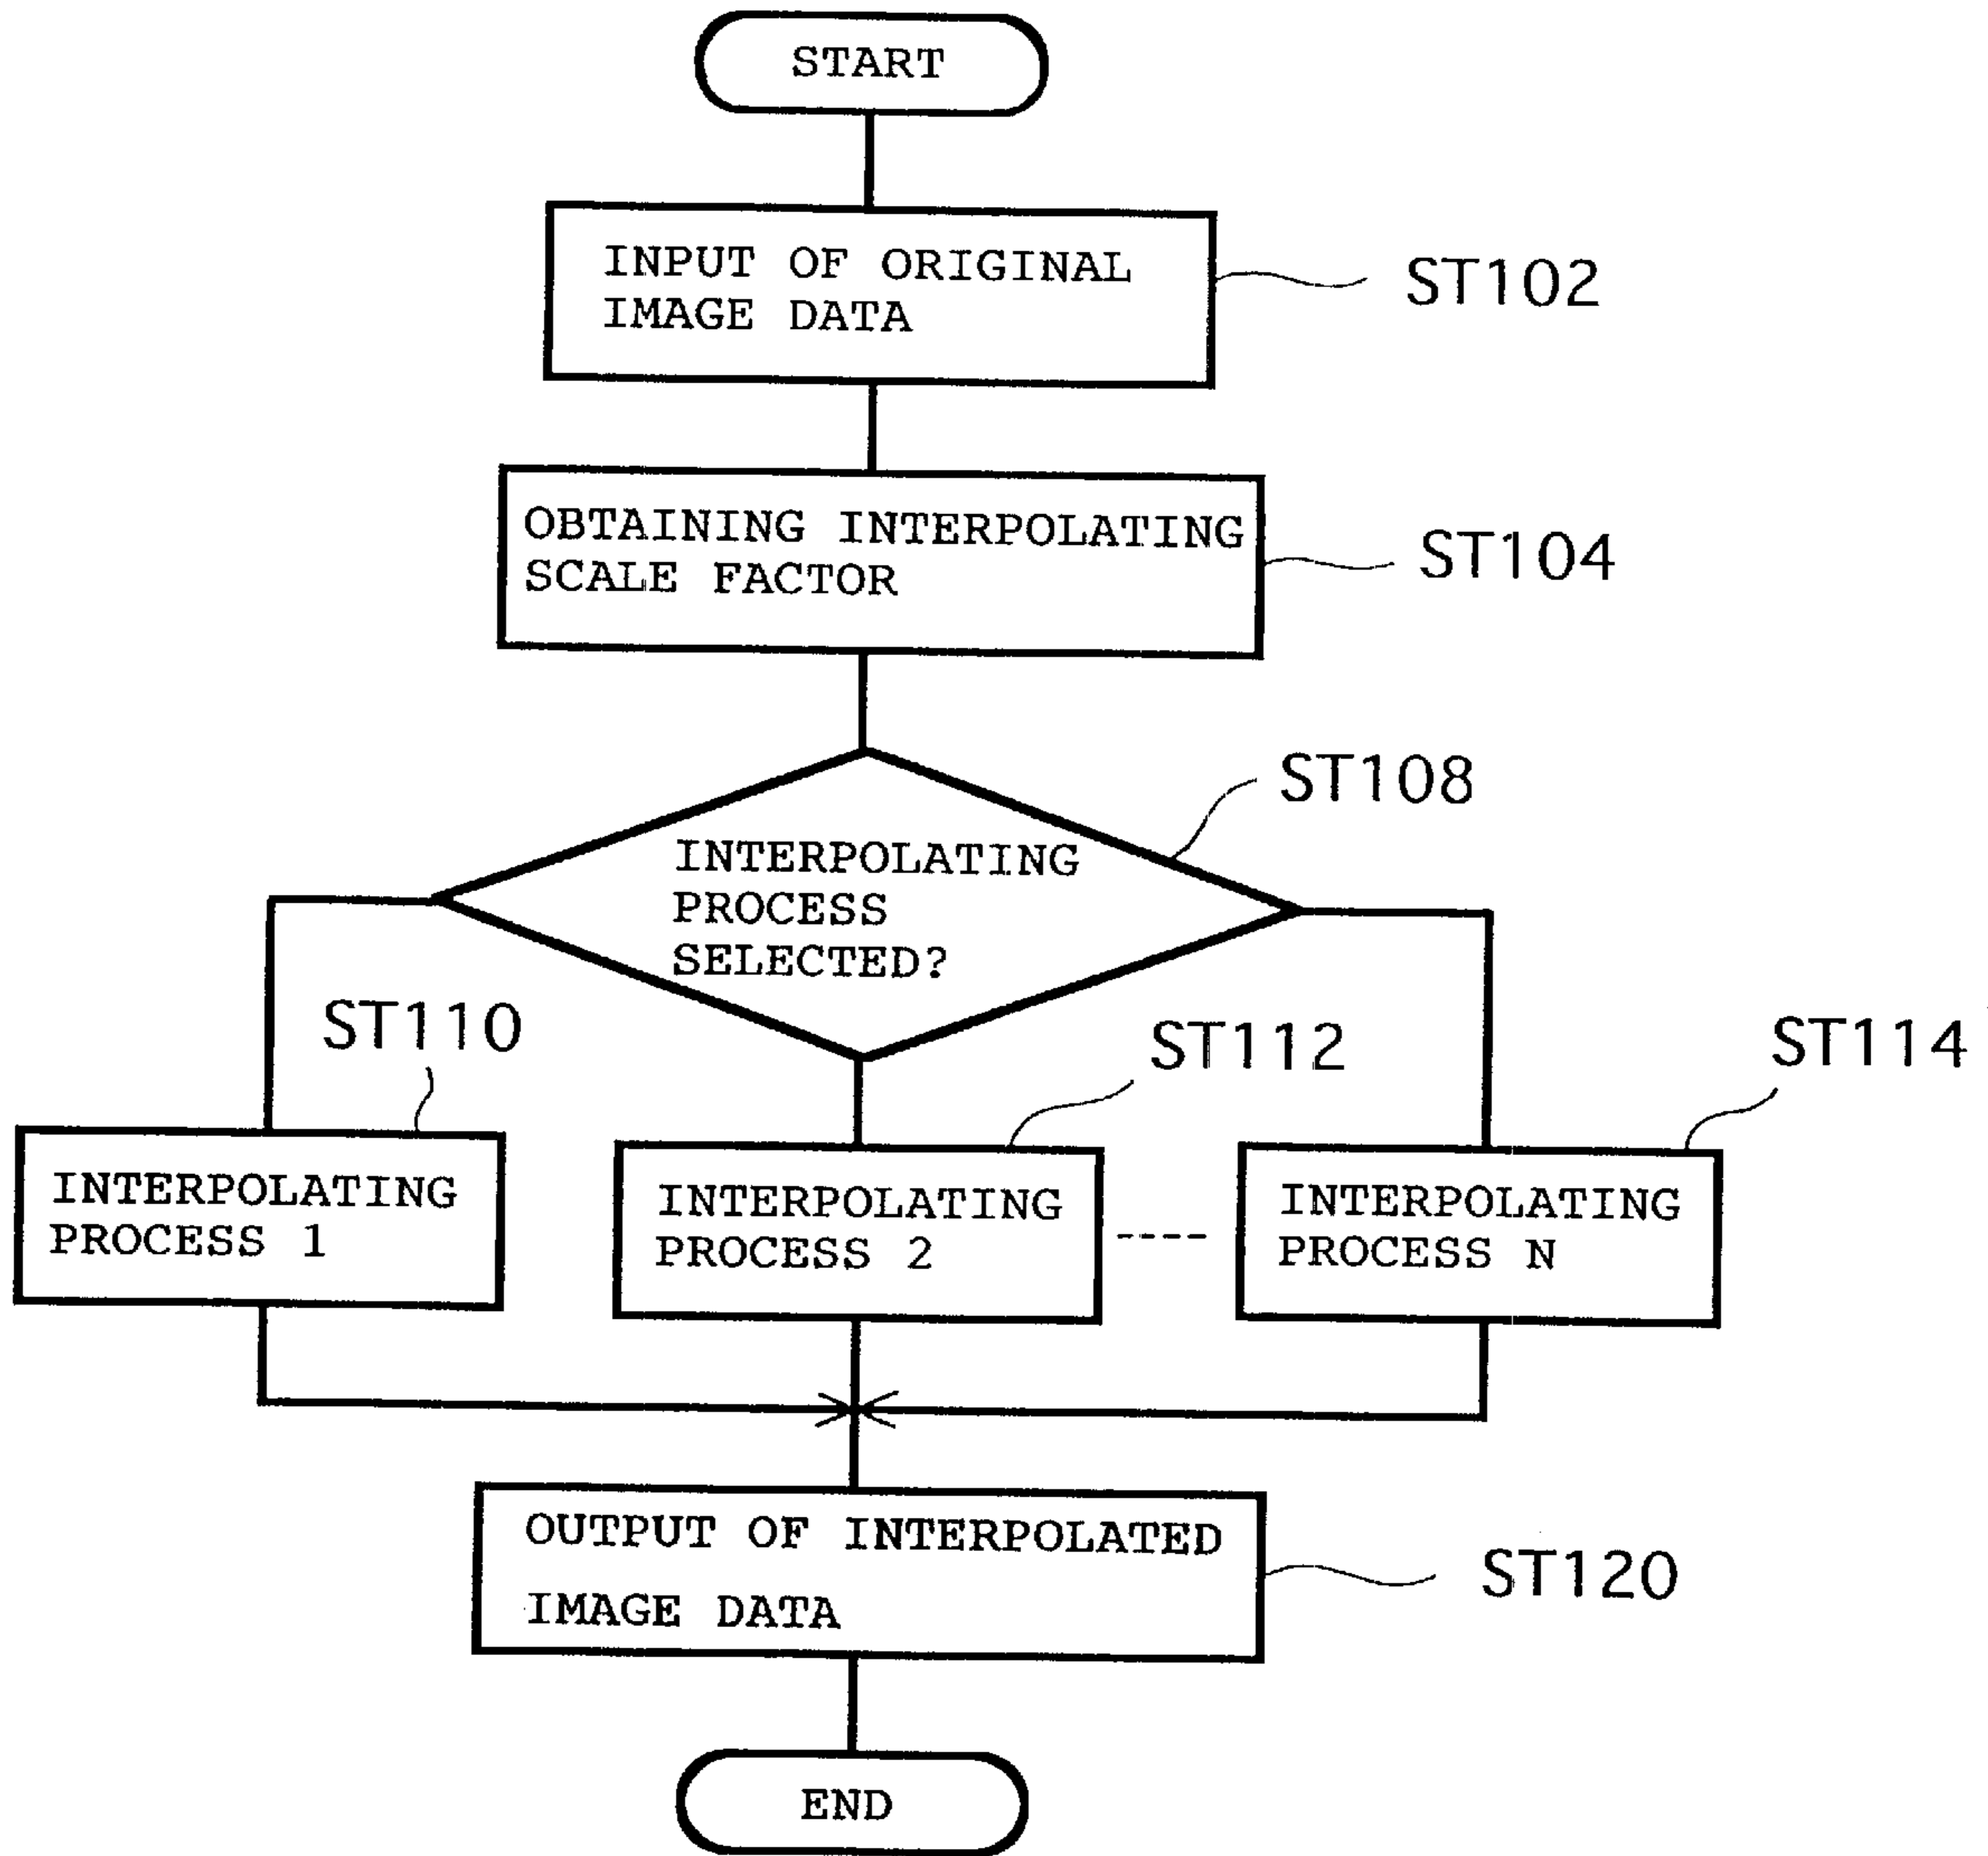 START
INPUT OF ORIGINAL
IMAGE DATA
ST102
OBTAINING INTERPOLATING
SCALE FACTOR
ST104
ST108
INTERPOLATING
PROCESS
SELECTED?
ST110
ST112
ST114
INTERPOLATING
PROCESS 1
INTERPOLATING
PROCESS 2
INTERPOLATING
PROCESS N
OUTPUT OF INTERPOLATED
IMAGE DATA
ST120
END